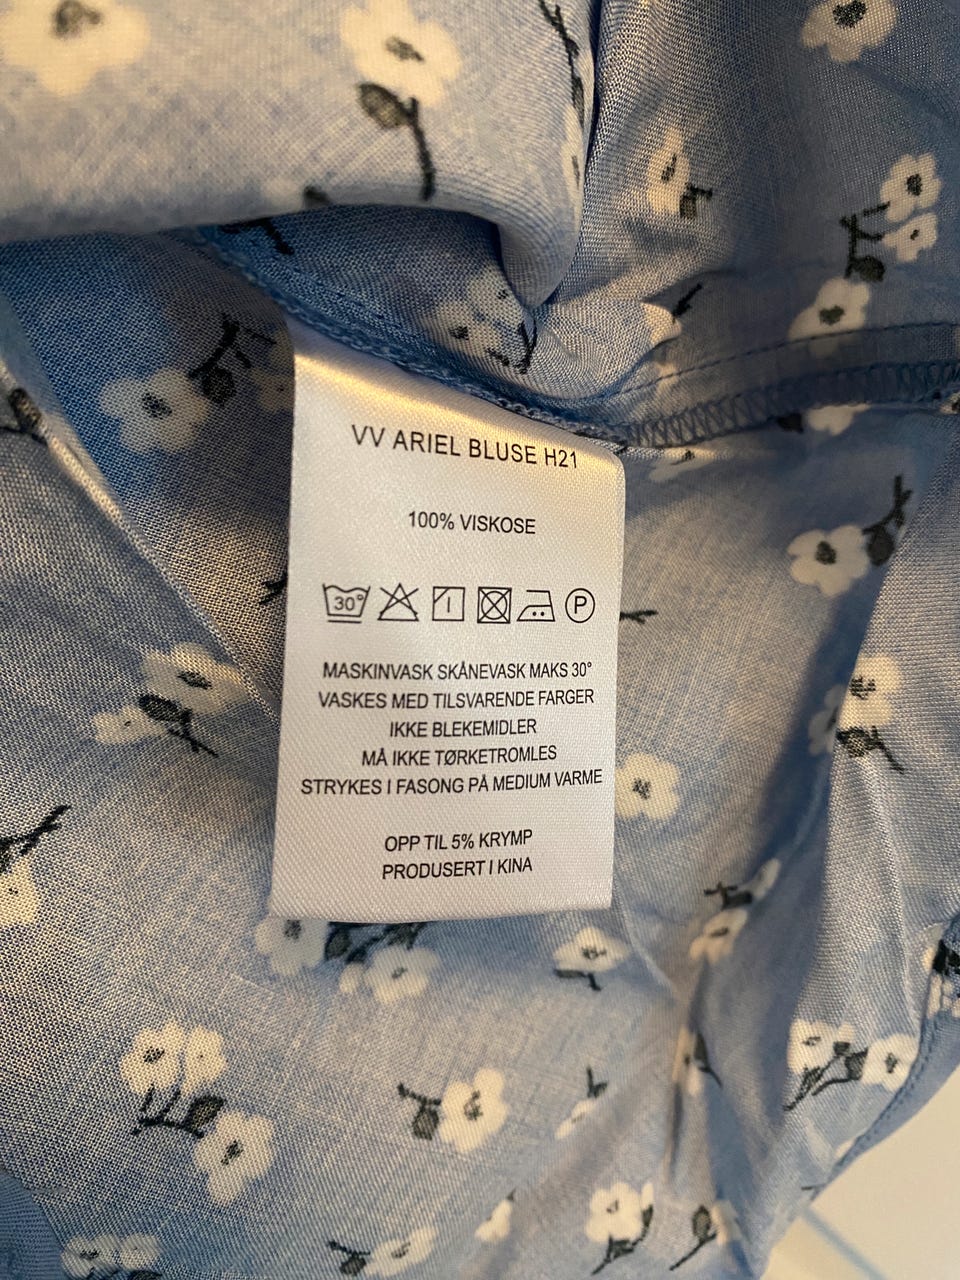 VV ARIEL BLUSE H21
100% VISKOSE
30° P
MASKINVASK SKÅNEVASK MAKS 30°
VASKES MED TILSVARENDE FARGER
IKKE BLEKEMIDLER
MÅ IKKE TØRKETROMLES
STRYKES I FASONG PÅ MEDIUM VARME
OPP TIL 5% KRYMP
PRODUSERT I KINA